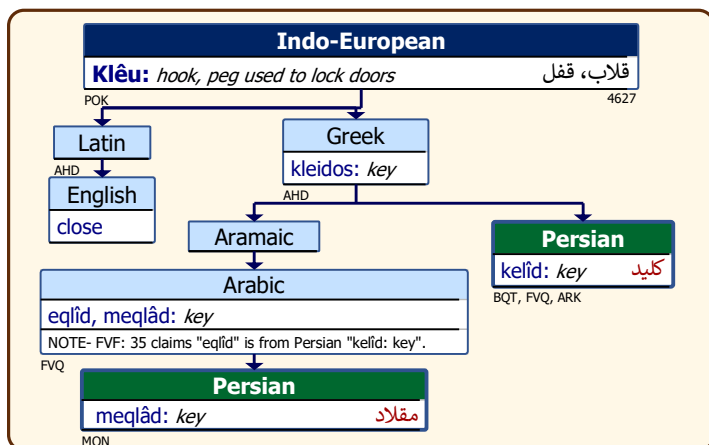 Indo-European
Klêu: hook, peg used to lock doors قلاب، قفل
POK 4627
Latin
Greek
AHD
kleidos: key
English
AHD
close
Aramaic
Persian
kelîd: key کلید
Arabic
BQT, FVQ, ARK
eqlîd, meqlâd: key
NOTE- FVF: 35 claims "eqlîd" is from Persian "kelîd: key".
FVQ
Persian
meqlâd: key مقلاد
MON